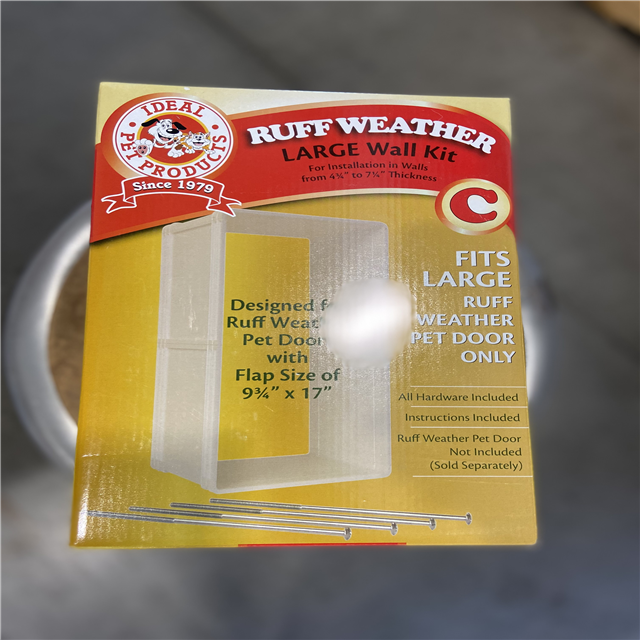 IDEAL
PET PRODUCTS
Since 1979
RUFF WEATHER
LARGE Wall Kit
For Installation in Walls
from 4¾" to 7¼" Thickness
C
FITS
LARGE
RUFF
WEATHER
PET DOOR
ONLY
Designed
Ruff
Pet Door
with
Flap Size of
9¾" x 17"
All Hardware Included
Instructions Included
Ruff Weather Pet Door
Not Included
(Sold Separately)